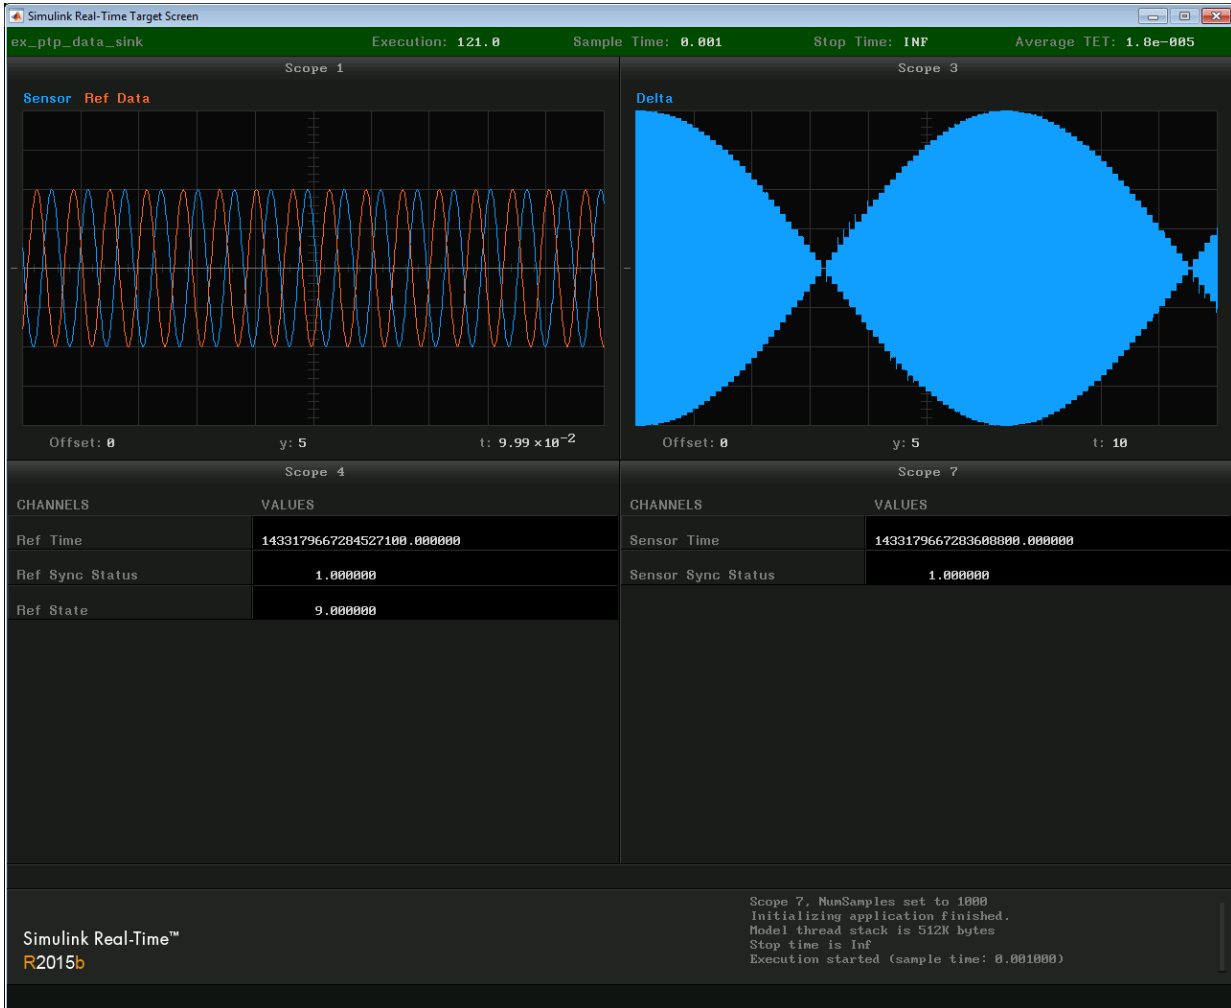 Simulink Real-Time Target Screen
ex_ptp_data_sink Execution: 121.0 Sample Time: 0.001 Stop Time: INF Average TET: 1.8e-005
Scope 1
Sensor Ref Data
Offset: 0 y: 5 t: 9.99 ×10⁻²
Scope 3
Delta
Offset: 0 y: 5 t: 10
Scope 4
CHANNELS VALUES
Ref Time 1433179667284527100.000000
Ref Sync Status 1.000000
Ref State 9.000000
Scope 7
CHANNELS VALUES
Sensor Time 1433179667283608800.000000
Sensor Sync Status 1.000000
Simulink Real-Time™
R2015b
Scope 7, NumSamples set to 1000
Initializing application finished.
Model thread stack is 512K bytes
Stop time is Inf
Execution started (sample time: 0.001000)